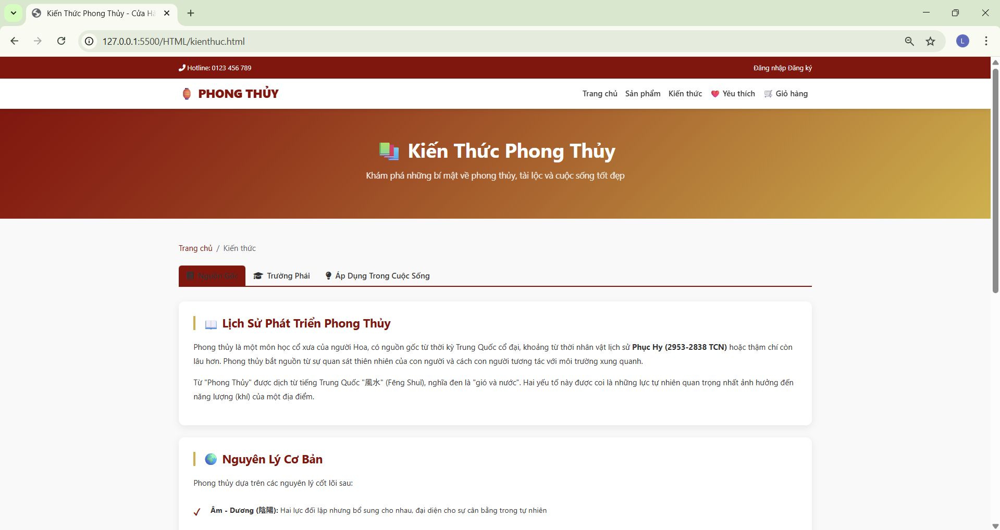 Kiến Thức Phong Thủy - Cửa Hà
127.0.0.1:5500/HTML/kienthuc.html
L
Hotline: 0123 456 789
Đăng nhập Đăng ký
PHONG THỦY
Trang chủ Sản phẩm Kiến thức Yêu thích Giỏ hàng
Kiến Thức Phong Thủy
Khám phá những bí mật về phong thủy, tài lộc và cuộc sống tốt đẹp
Trang chủ / Kiến thức
Nguồn Gốc Trường Phái Áp Dụng Trong Cuộc Sống
Lịch Sử Phát Triển Phong Thủy
Phong thủy là một môn học cổ xưa của người Hoa, có nguồn gốc từ thời kỳ Trung Quốc cổ đại, khoảng từ thời nhân vật lịch sử Phục Hy (2953-2838 TCN) hoặc thậm chí còn
lâu hơn. Phong thủy bắt nguồn từ sự quan sát thiên nhiên của con người và cách con người tương tác với môi trường xung quanh.
Từ "Phong Thủy" được dịch từ tiếng Trung Quốc "風水" (Fēng Shuǐ), nghĩa đen là "gió và nước". Hai yếu tố này được coi là những lực tự nhiên quan trọng nhất ảnh hưởng đến
năng lượng (khí) của một địa điểm.
Nguyên Lý Cơ Bản
Phong thủy dựa trên các nguyên lý cốt lõi sau:
✓ Âm - Dương (陰陽): Hai lực đối lập nhưng bổ sung cho nhau, đại diện cho sự cân bằng trong tự nhiên